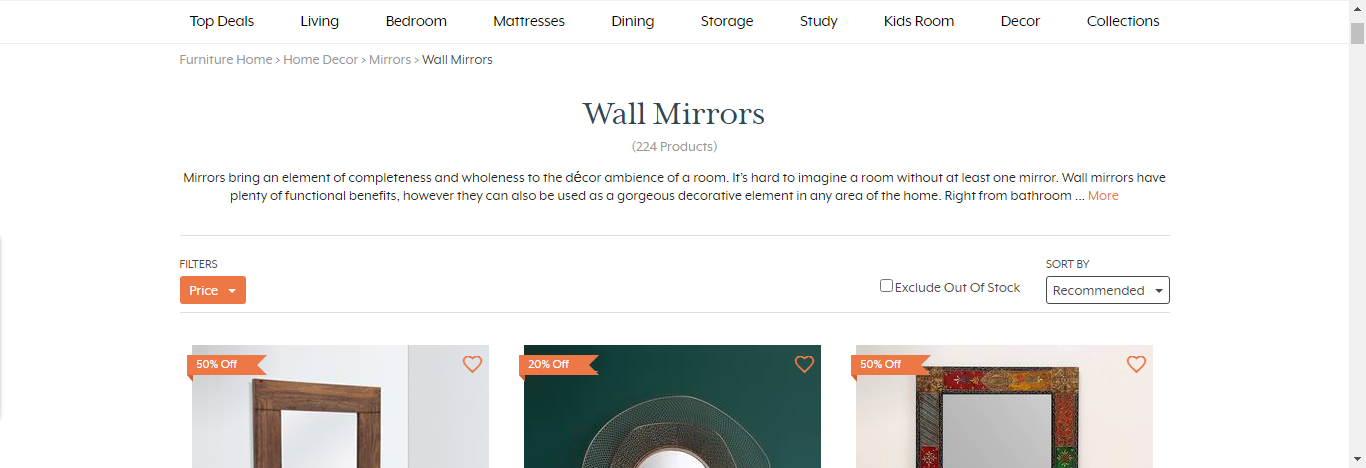 Top Deals Living Bedroom Mattresses Dining Storage Study Kids Room Decor Collections
Furniture Home > Home Decor > Mirrors > Wall Mirrors
Wall Mirrors
(224 Products)
Mirrors bring an element of completeness and wholeness to the décor ambience of a room. It's hard to imagine a room without at least one mirror. Wall mirrors have
plenty of functional benefits, however they can also be used as a gorgeous decorative element in any area of the home. Right from bathroom ... More
FILTERS
Price
Exclude Out Of Stock
SORT BY
Recommended
50% Off
20% Off
50% Off